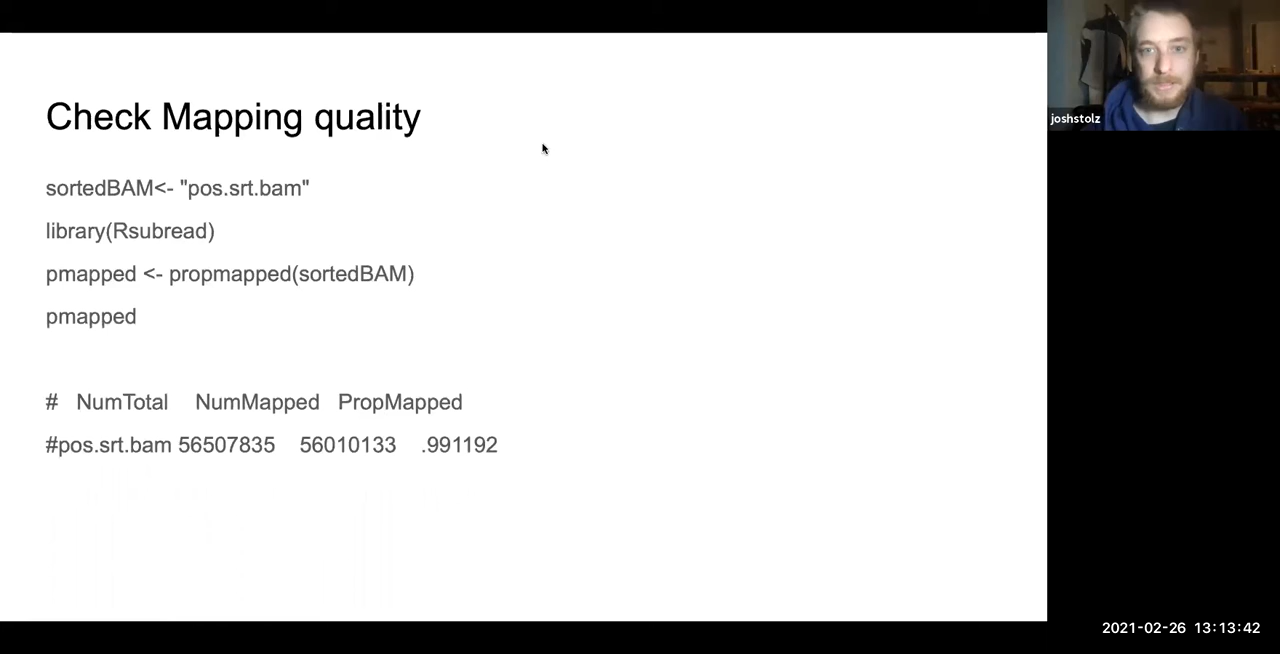 Check Mapping quality
sortedBAM<- "pos.srt.bam"
library(Rsubread)
pmapped <- propmapped(sortedBAM)
pmapped
# NumTotal NumMapped PropMapped
#pos.srt.bam 56507835 56010133 .991192
joshstolz
2021-02-26 13:13:42